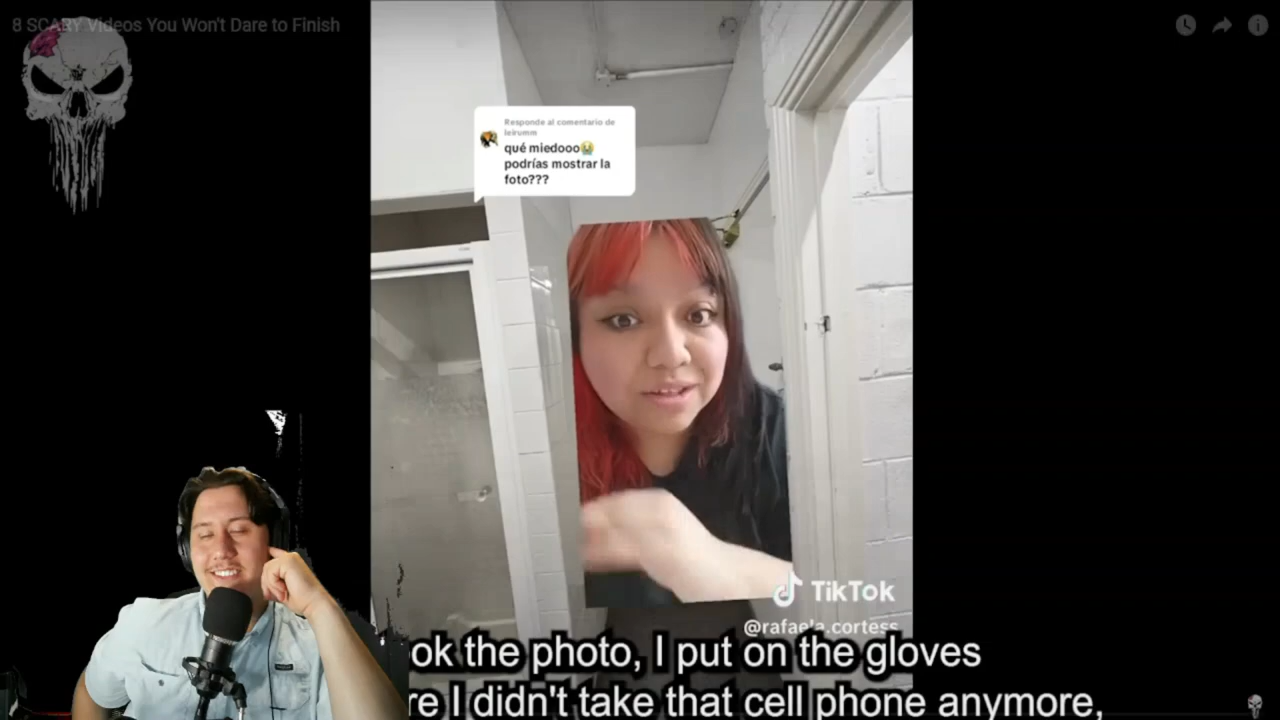 8 SCARY Videos You Won't Dare to Finish
Responde al comentario de
leirumm
qué miedooo😭
podrías mostrar la
foto???
TikTok
@rafaela.cortess
ok the photo, I put on the gloves
re I didn't take that cell phone anymore,